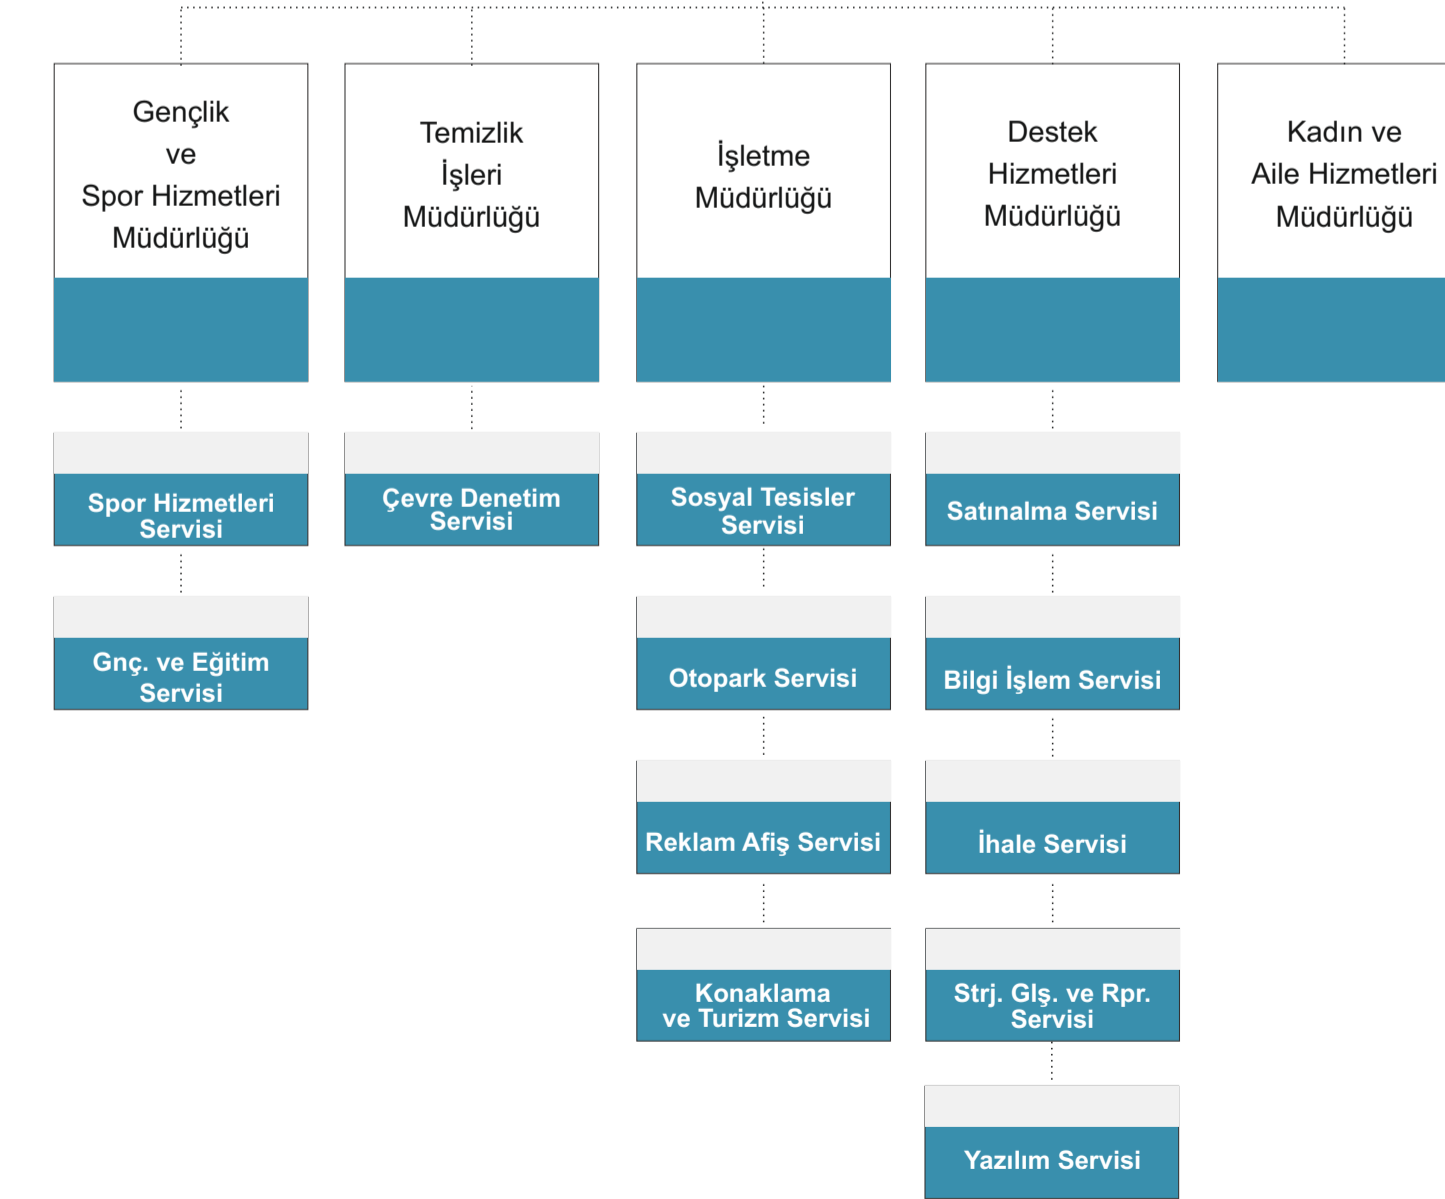 Gençlik
ve
Spor Hizmetleri
Müdürlüğü
Temizlik
İşleri
Müdürlüğü
İşletme
Müdürlüğü
Destek
Hizmetleri
Müdürlüğü
Kadın ve
Aile Hizmetleri
Müdürlüğü
Spor Hizmetleri
Servisi
Gnç. ve Eğitim
Servisi
Çevre Denetim
Servisi
Sosyal Tesisler
Servisi
Otopark Servisi
Reklam Afiş Servisi
Konaklama
ve Turizm Servisi
Satınalma Servisi
Bilgi İşlem Servisi
İhale Servisi
Strj. Glş. ve Rpr.
Servisi
Yazılım Servisi